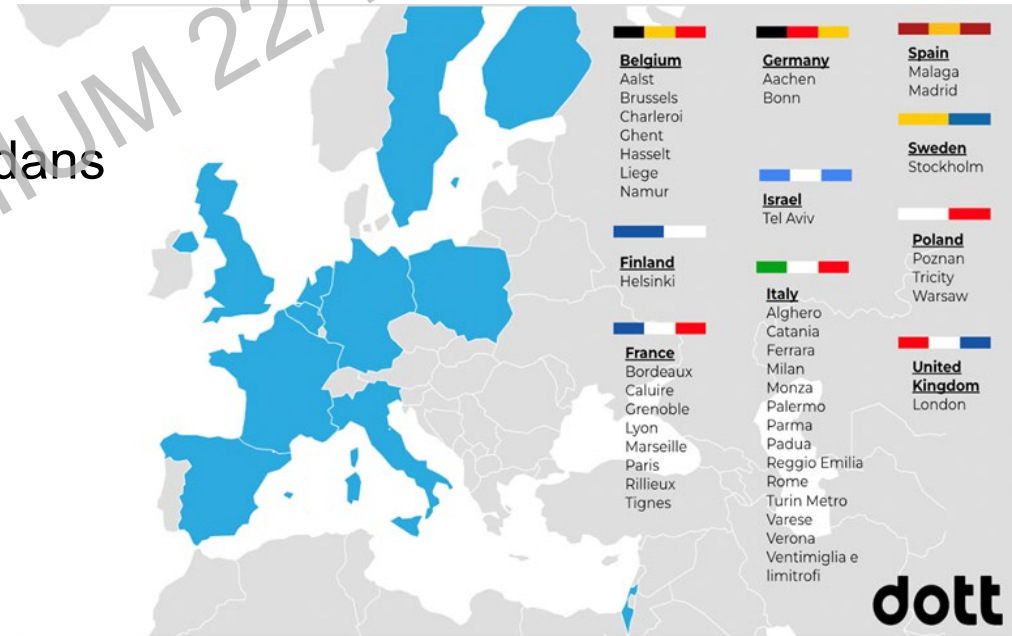 IUM 22/
dans
Belgium
Aalst
Brussels
Charleroi
Ghent
Hasselt
Liege
Namur
Finland
Helsinki
France
Bordeaux
Caluire
Grenoble
Lyon
Marseille
Paris
Rillieux
Tignes
Germany
Aachen
Bonn
Israel
Tel Aviv
Italy
Alghero
Catania
Ferrara
Milan
Monza
Palermo
Parma
Padua
Reggio Emilia
Rome
Turin Metro
Varese
Verona
Ventimiglia e
limitrofi
Spain
Malaga
Madrid
Sweden
Stockholm
Poland
Poznan
Tricity
Warsaw
United
Kingdom
London
dott